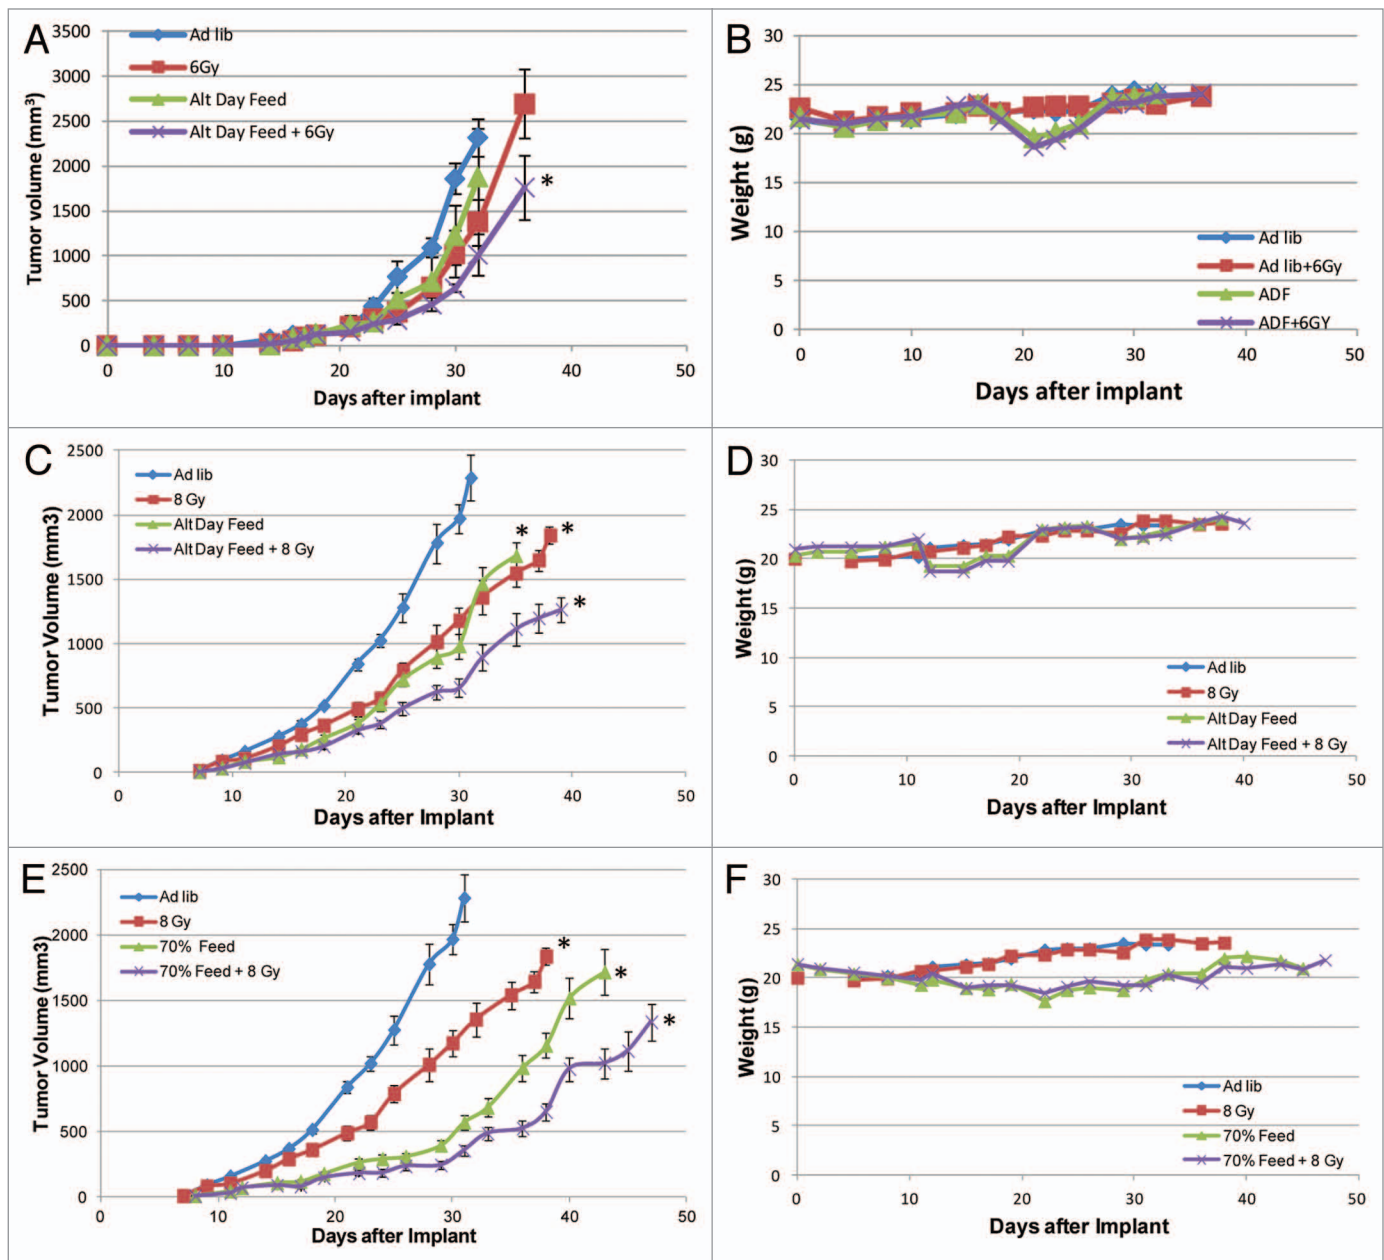 A
3500
3000
2500
2000
1500
1000
500
0
Tumor volume (mm³)
Ad lib
6Gy
Alt Day Feed
Alt Day Feed + 6Gy
*
0 10 20 30 40 50
Days after implant
B
30
25
20
15
10
5
0
Weight (g)
Ad lib
Ad lib+6Gy
ADF
ADF+6GY
0 10 20 30 40 50
Days after implant
C
2500
2000
1500
1000
500
0
Tumor Volume (mm3)
Ad lib
8 Gy
Alt Day Feed
Alt Day Feed + 8 Gy
* *
*
0 10 20 30 40 50
Days after Implant
D
30
25
20
15
10
5
0
Weight (g)
Ad lib
8 Gy
Alt Day Feed
Alt Day Feed + 8 Gy
0 10 20 30 40 50
Days after Implant
E
2500
2000
1500
1000
500
0
Tumor Volume (mm3)
Ad lib
8 Gy
70% Feed
70% Feed + 8 Gy
*
*
*
0 10 20 30 40 50
Days after Implant
F
30
25
20
15
10
5
0
Weight (g)
Ad lib
8 Gy
70% Feed
70% Feed + 8 Gy
0 10 20 30 40 50
Days after Implant